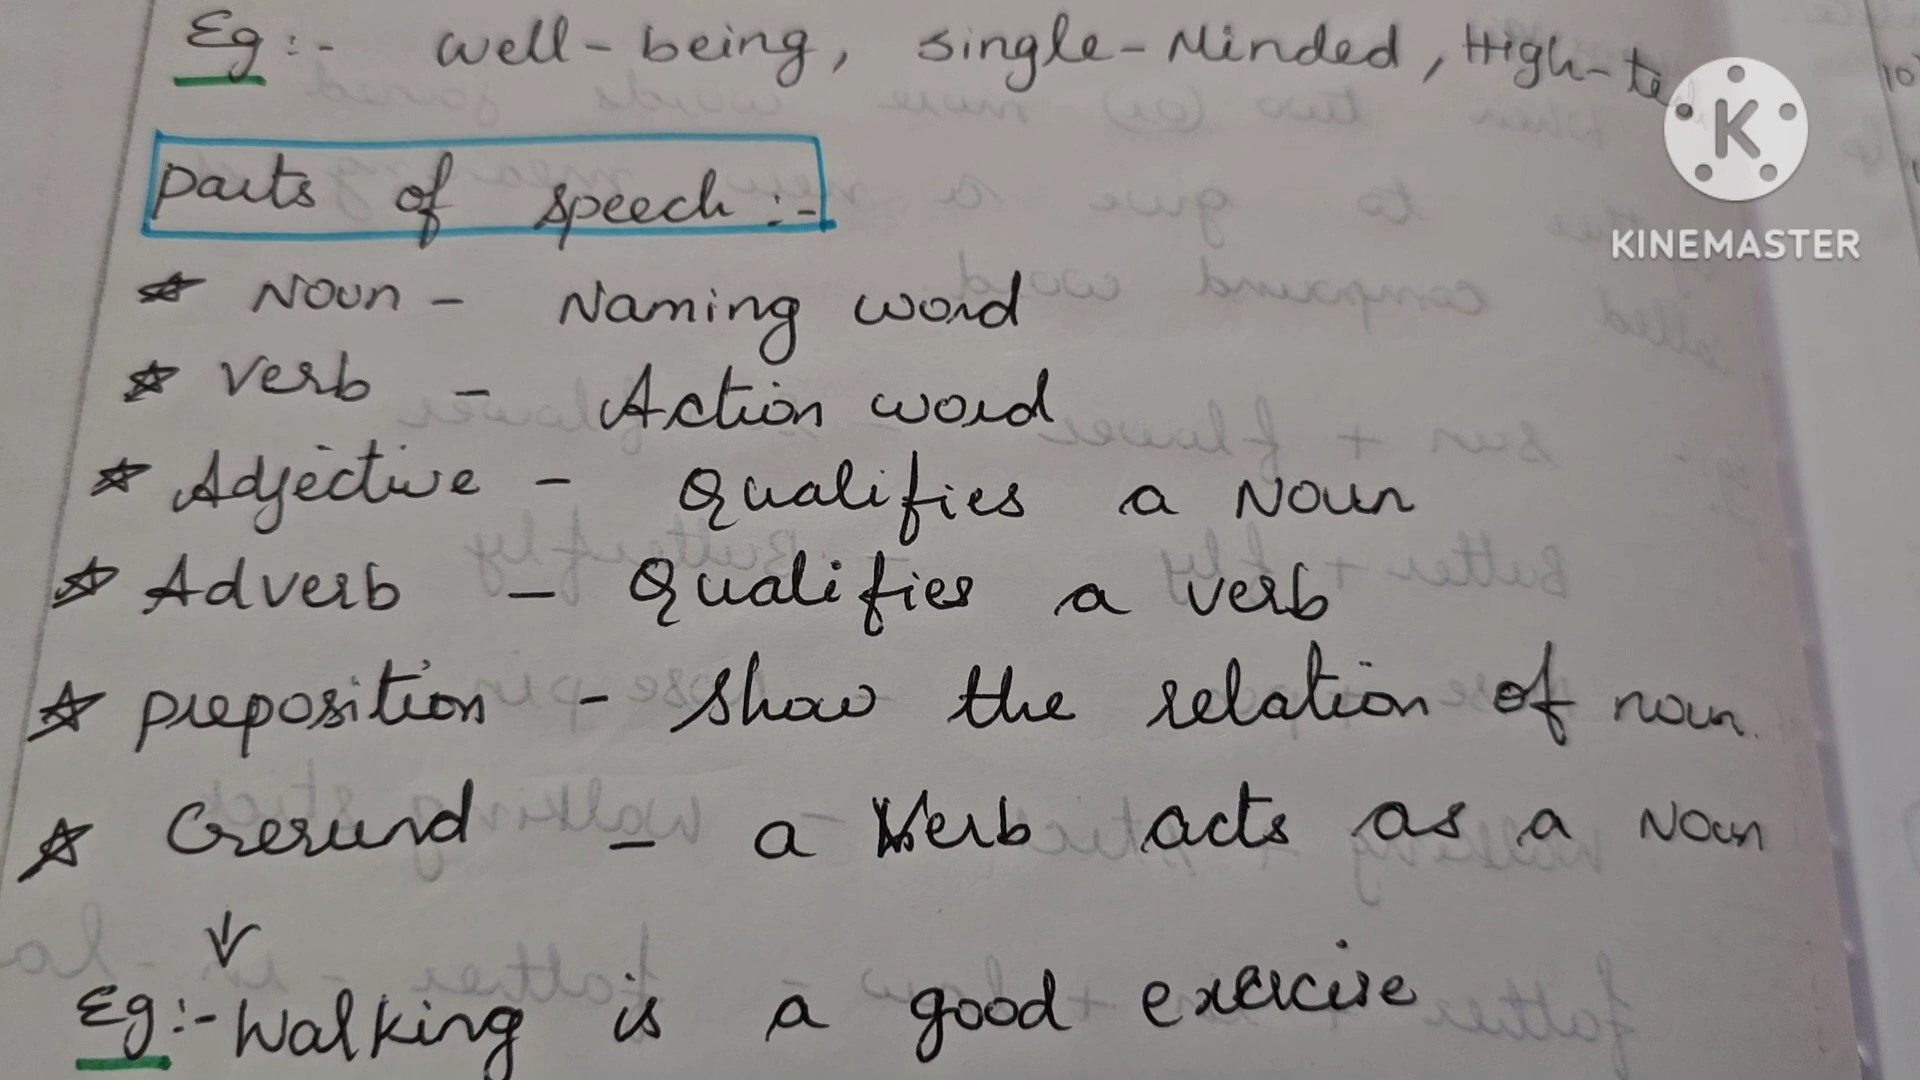 Eg :- well-being, single-Minded, High-te
K
KINEMASTER
Parts of speech :-
Noun - Naming word
Verb - Action word
Adjective - Qualifies a Noun
Adverb - Qualifies a verb
preposition - show the relation of noun.
Gerund - a Verb acts as a Noun
Eg :- Walking is a good exercise